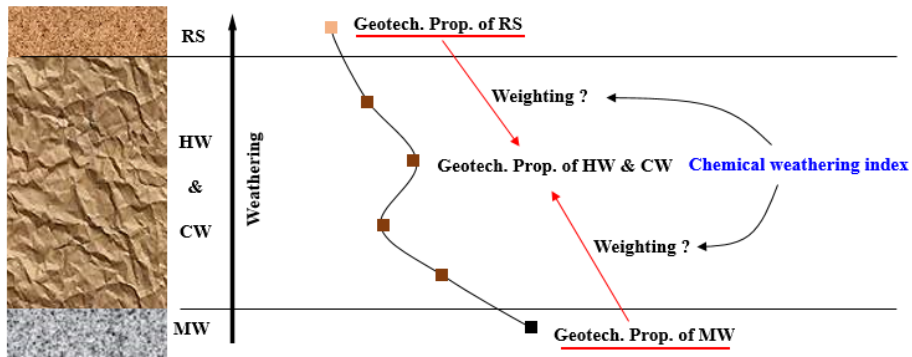 RS
Geotech. Prop. of RS
Weighting ?
HW
&
CW
Weathering
Geotech. Prop. of HW & CW
Chemical weathering index
Weighting ?
MW
Geotech. Prop. of MW